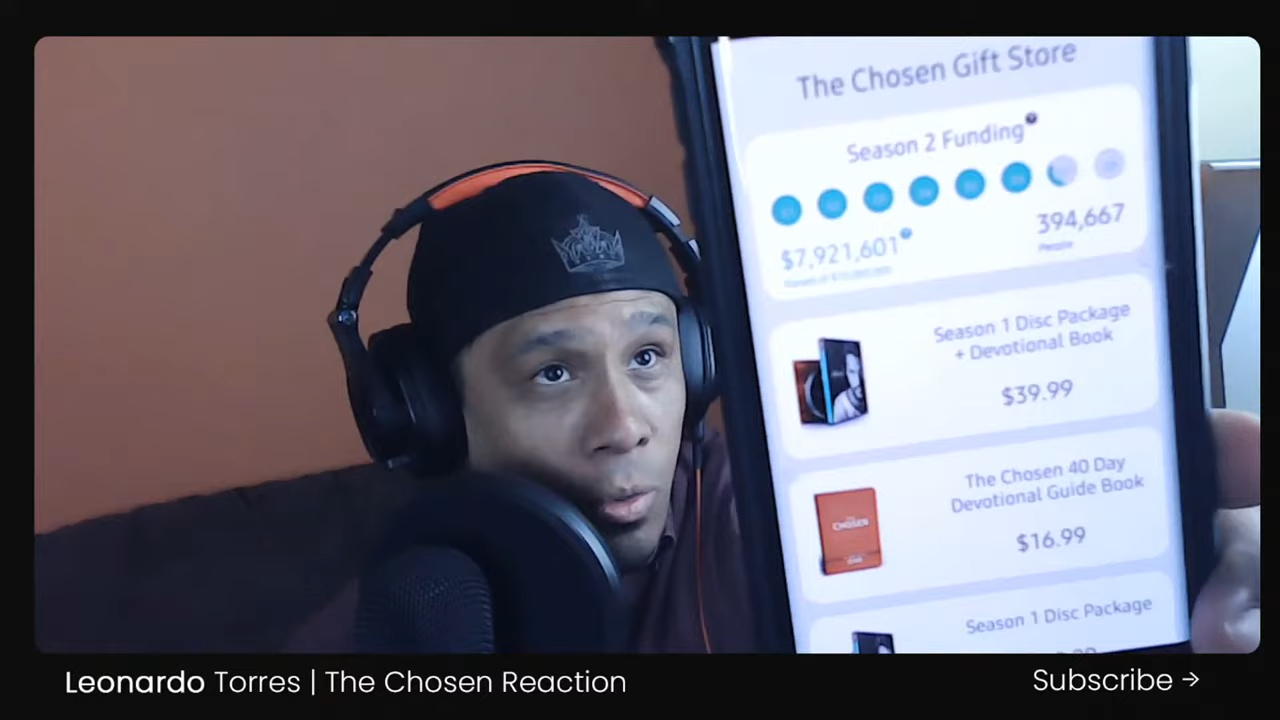 The Chosen Gift Store
Season 2 Funding
$7,921,601
394,667
People
Season 1 Disc Package
+ Devotional Book
$39.99
CHOSEN
The Chosen 40 Day
Devotional Guide Book
$16.99
Season 1 Disc Package
Leonardo Torres | The Chosen Reaction
Subscribe →